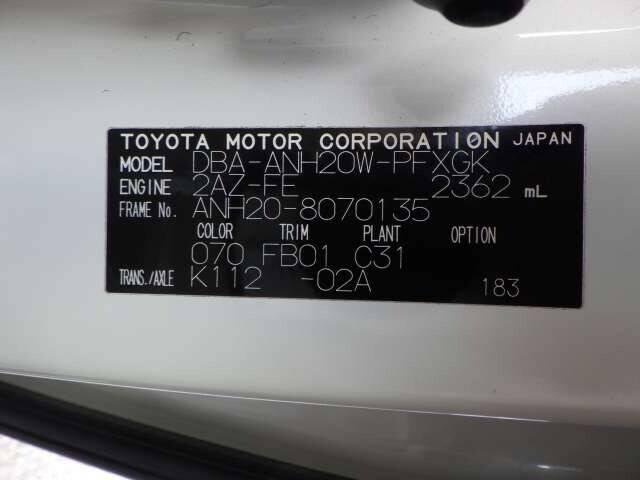 TOYOTA MOTOR CORPORATION JAPAN
MODEL DBA-ANH20W-PFXGK
ENGINE 2AZ-FE 2362 mL
FRAME No. ANH20-8070135
COLOR TRIM PLANT OPTION
070 FB01 C31
TRANS./AXLE K112 -02A 183